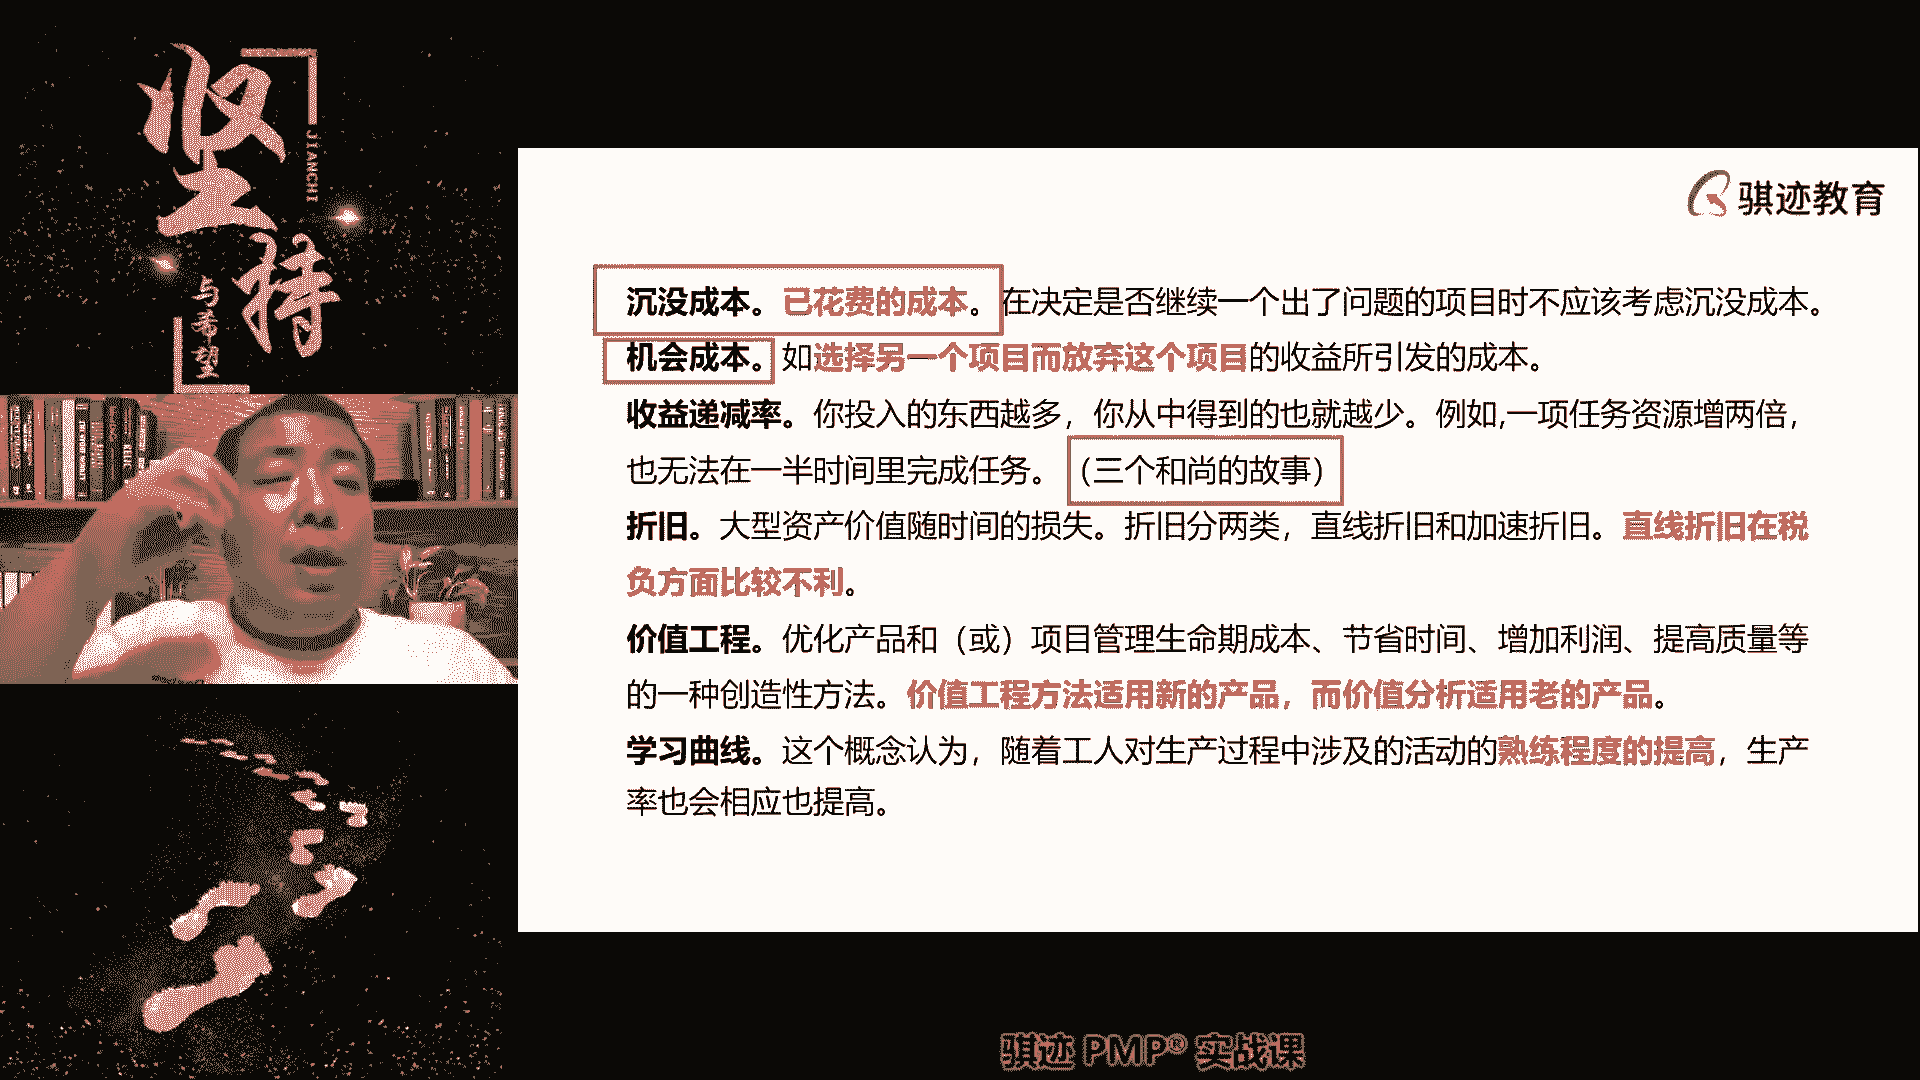 坚持
JIANCHI
与希望
骐迹教育
沉没成本。已花费的成本。在决定是否继续一个出了问题的项目时不应该考虑沉没成本。
机会成本。如选择另一个项目而放弃这个项目的收益所引发的成本。
收益递减率。你投入的东西越多，你从中得到的也就越少。例如,一项任务资源增两倍，
也无法在一半时间里完成任务。（三个和尚的故事）
折旧。大型资产价值随时间的损失。折旧分两类，直线折旧和加速折旧。直线折旧在税
负方面比较不利。
价值工程。优化产品和（或）项目管理生命期成本、节省时间、增加利润、提高质量等
的一种创造性方法。价值工程方法适用新的产品，而价值分析适用老的产品。
学习曲线。这个概念认为，随着工人对生产过程中涉及的活动的熟练程度的提高，生产
率也会相应也提高。
骐迹 PMP® 实战课